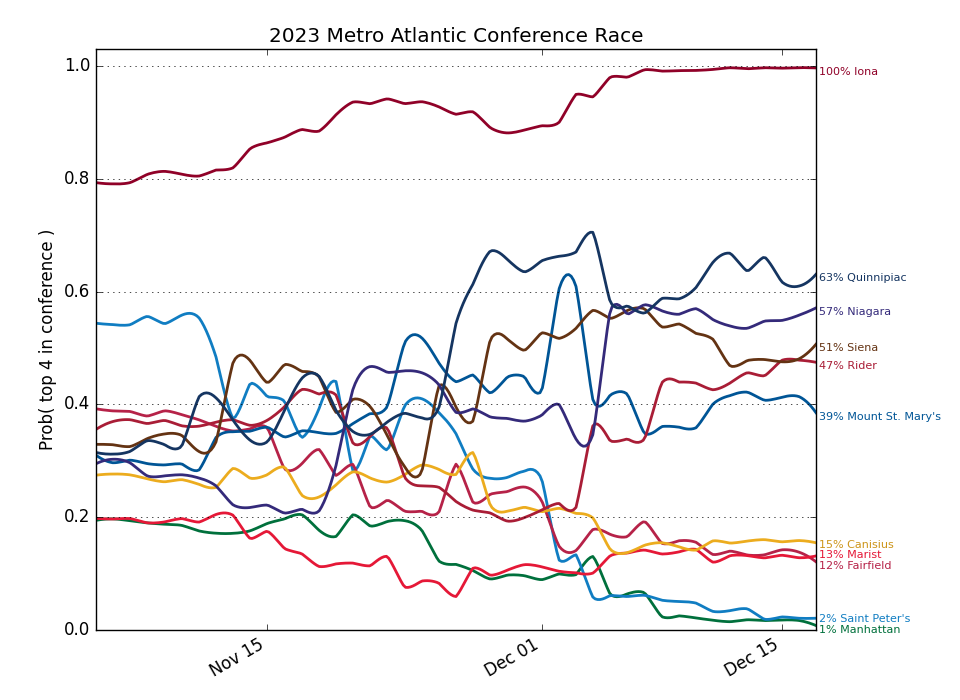 2023 Metro Atlantic Conference Race
Prob( top 4 in conference )
1.0
0.8
0.6
0.4
0.2
0.0
Nov 15
Dec 01
Dec 15
100% Iona
63% Quinnipiac
57% Niagara
51% Siena
47% Rider
39% Mount St. Mary's
15% Canisius
13% Marist
12% Fairfield
2% Saint Peter's
1% Manhattan